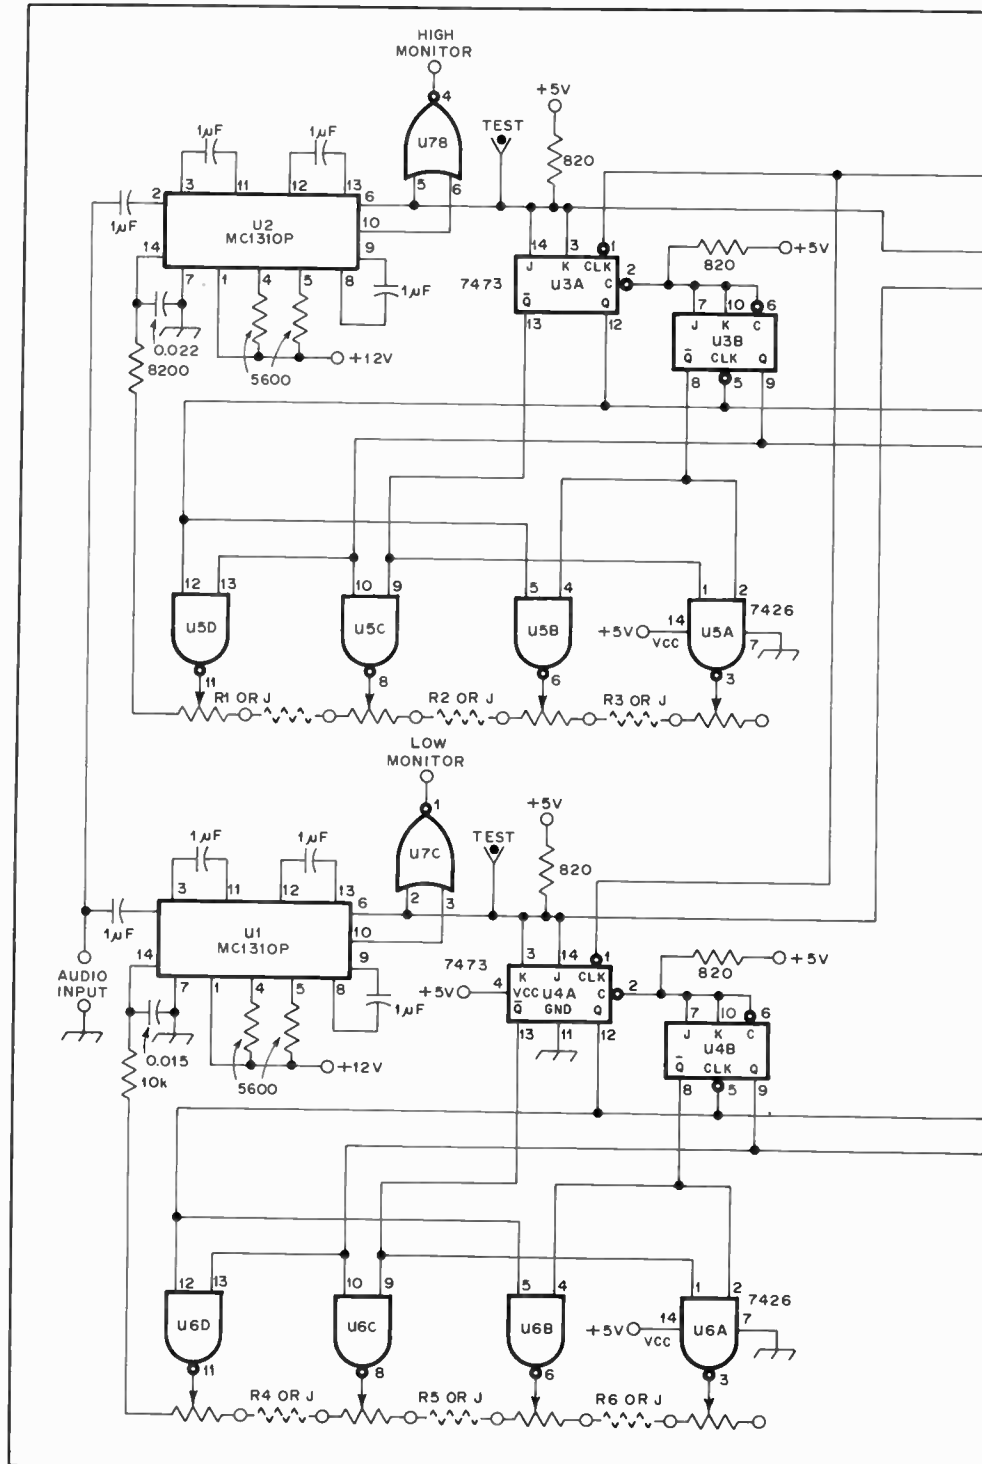 HIGH
MONITOR
4
U7B
5 6
TEST
+5V
820
1µF
1µF
2 3 11 12 13 6
U2
MC1310P
10
9
1µF
14 7 1 4 5 8
1µF
0.022
8200
5600
+12V
14 3 1
J K CLK
7473
U3A
C 2
Q̅ Q
13 12
820
+5V
7 10 6
J K C
U3B
Q̅ CLK Q
8 5 9
12 13
U5D
11
10 9
U5C
8
5 4
U5B
6
1 2
7426
+5V
14
VCC
U5A
7
3
R1 OR J
R2 OR J
R3 OR J
LOW
MONITOR
1
U7C
2 3
TEST
+5V
820
1µF
1µF
3 11 12 13 6
1µF
U1
MC1310P
10
9
1µF
14 7 1 4 5 8
AUDIO
INPUT
0.015
10k
5600
+12V
3 14 1
7473
K J CLK
+5V
4
VCC U4A
C 2
Q̅ GND Q
13 11 12
820
+5V
7 10 6
J K C
U4B
Q̅ CLK Q
8 5 9
12 13
U6D
11
10 9
U6C
8
5 4
U6B
6
1 2
7426
+5V
14
VCC
U6A
7
3
R4 OR J
R5 OR J
R6 OR J